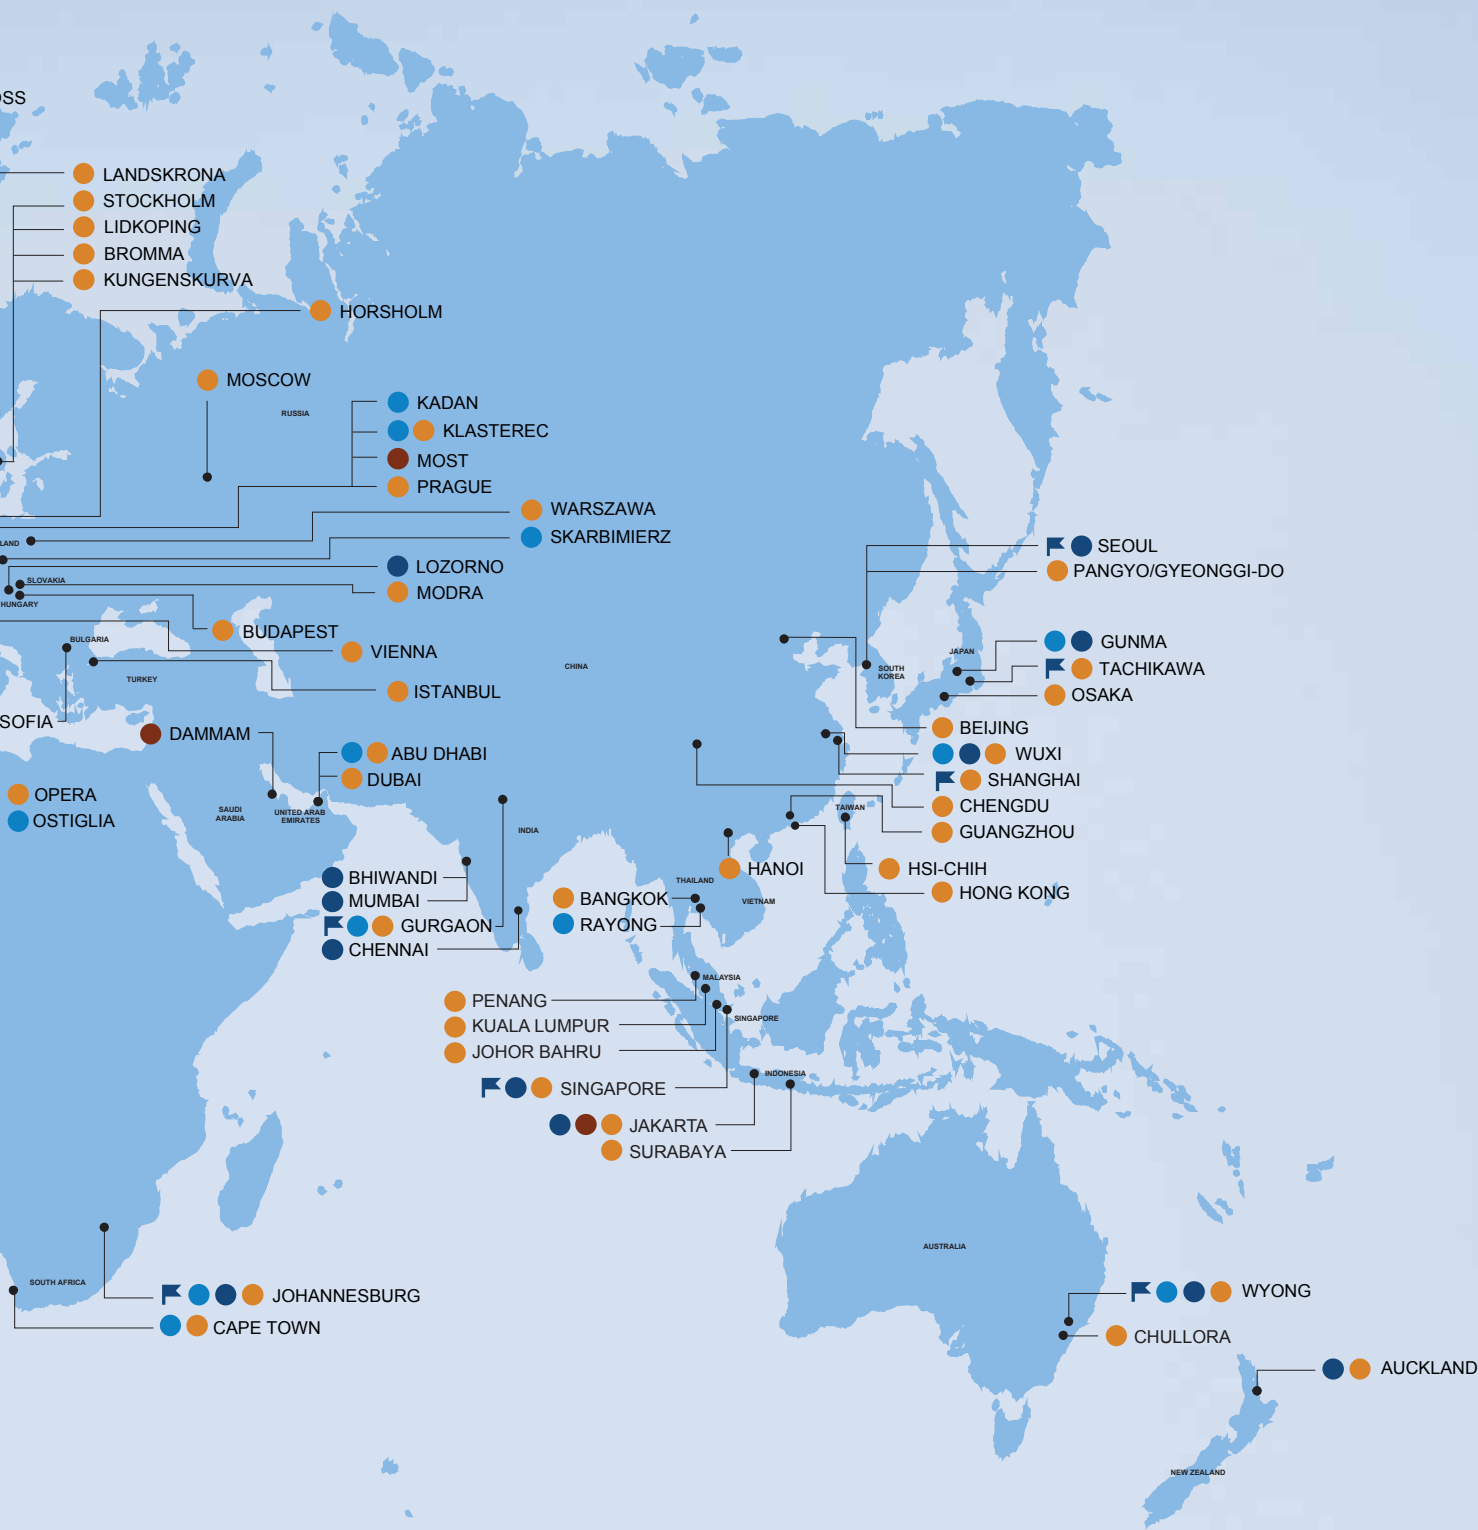 OSS
LANDSKRONA
STOCKHOLM
LIDKOPING
BROMMA
KUNGENSKURVA
HORSHOLM
MOSCOW
RUSSIA
KADAN
KLASTEREC
MOST
PRAGUE
WARSZAWA
SKARBIMIERZ
LAND
LOZORNO
SLOVAKIA
MODRA
HUNGARY
SEOUL
PANGYO/GYEONGGI-DO
BUDAPEST
BULGARIA
VIENNA
CHINA
TURKEY
ISTANBUL
SOUTH
KOREA
JAPAN
GUNMA
TACHIKAWA
OSAKA
SOFIA
DAMMAM
ABU DHABI
DUBAI
BEIJING
WUXI
SHANGHAI
CHENGDU
GUANGZHOU
OPERA
OSTIGLIA
SAUDI
ARABIA
UNITED ARAB
EMIRATES
INDIA
TAIWAN
HSI-CHIH
HONG KONG
HANOI
THAILAND
VIETNAM
BANGKOK
RAYONG
BHIWANDI
MUMBAI
GURGAON
CHENNAI
MALAYSIA
PENANG
KUALA LUMPUR
JOHOR BAHRU
SINGAPORE
SINGAPORE
INDONESIA
JAKARTA
SURABAYA
AUSTRALIA
SOUTH AFRICA
JOHANNESBURG
CAPE TOWN
WYONG
CHULLORA
AUCKLAND
NEW ZEALAND